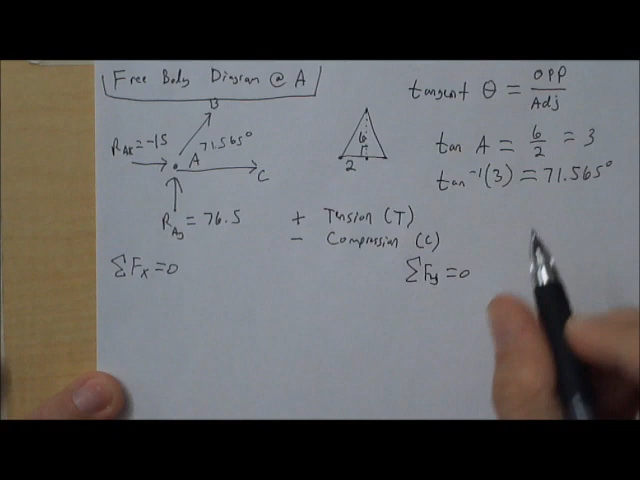 Free Body Diagram @ A
B
R_Ax = -15
A 71.565°
C
R_Ay = 76.5
6
2
tangent θ = opp/Adj
tan A = 6/2 = 3
tan⁻¹(3) = 71.565°
+ Tension (T)
- Compression (C)
ΣFx = 0
ΣFy = 0